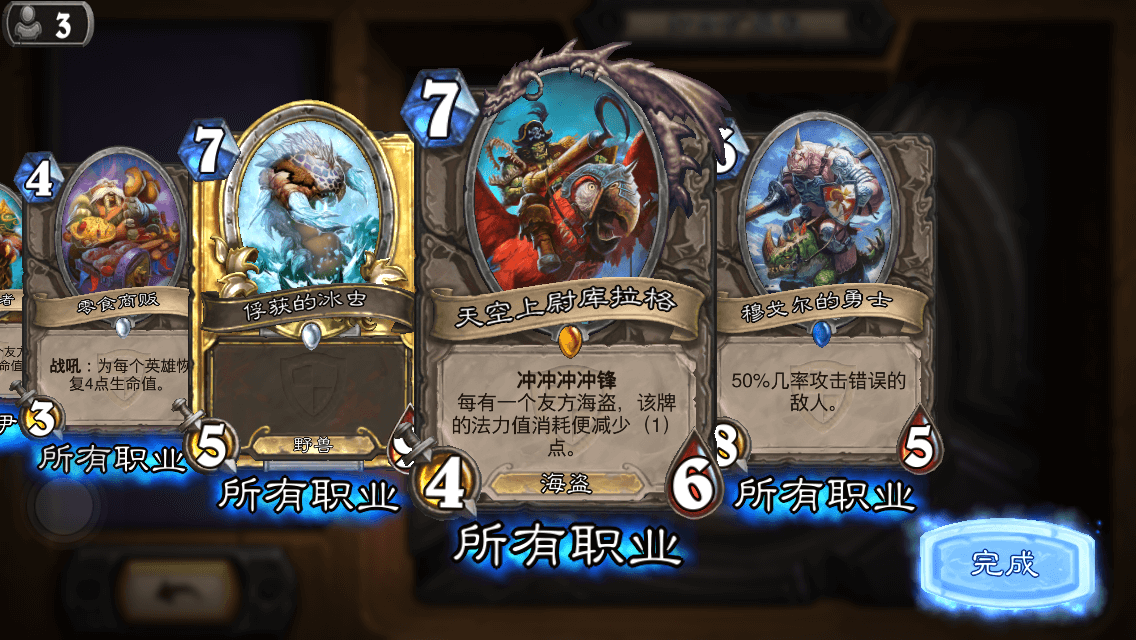 3
者
4
零食商贩
战吼：为每个英雄恢
复4点生命值。
3
所有职业
7
俘获的冰虫
野兽
5
所有职业
7
天空上尉库拉格
冲冲冲冲锋
每有一个友方海盗，该牌
的法力值消耗便减少（1）
点。
海盗
4
6
所有职业
穆戈尔的勇士
50%几率攻击错误的
敌人。
8
5
所有职业
完成